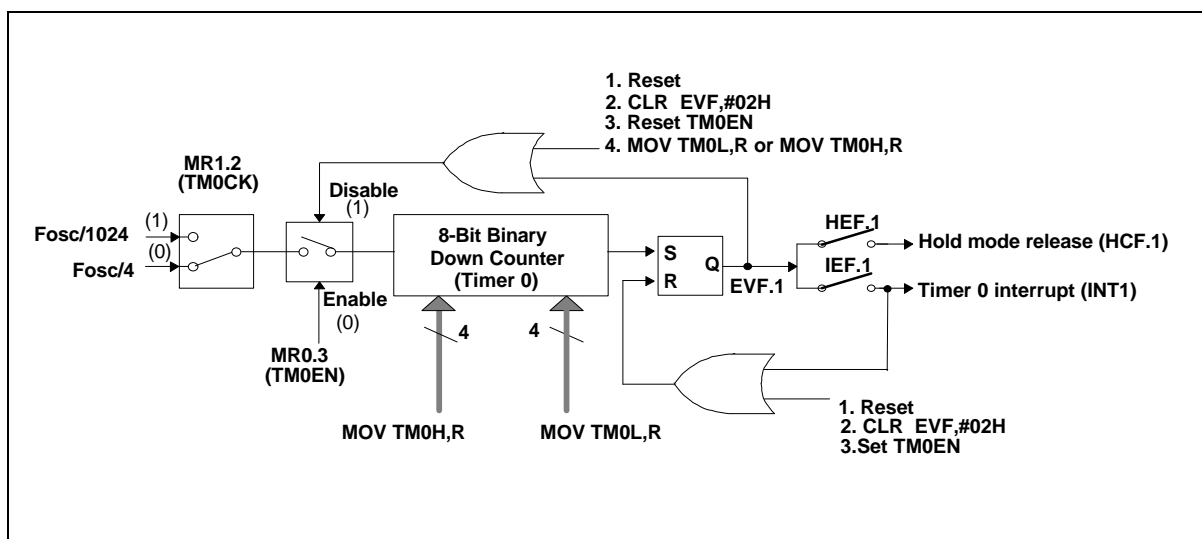 1. Reset
2. CLR EVF,#02H
3. Reset TM0EN
4. MOV TM0L,R or MOV TM0H,R
MR1.2
(TM0CK)
Disable
(1)
Fosc/1024
(1)
(0)
Fosc/4
8-Bit Binary
Down Counter
(Timer 0)
S
Q
R
EVF.1
HEF.1
Hold mode release (HCF.1)
IEF.1
Timer 0 interrupt (INT1)
Enable
(0)
4
4
MR0.3
(TM0EN)
MOV TM0H,R
MOV TM0L,R
1. Reset
2. CLR EVF,#02H
3.Set TM0EN